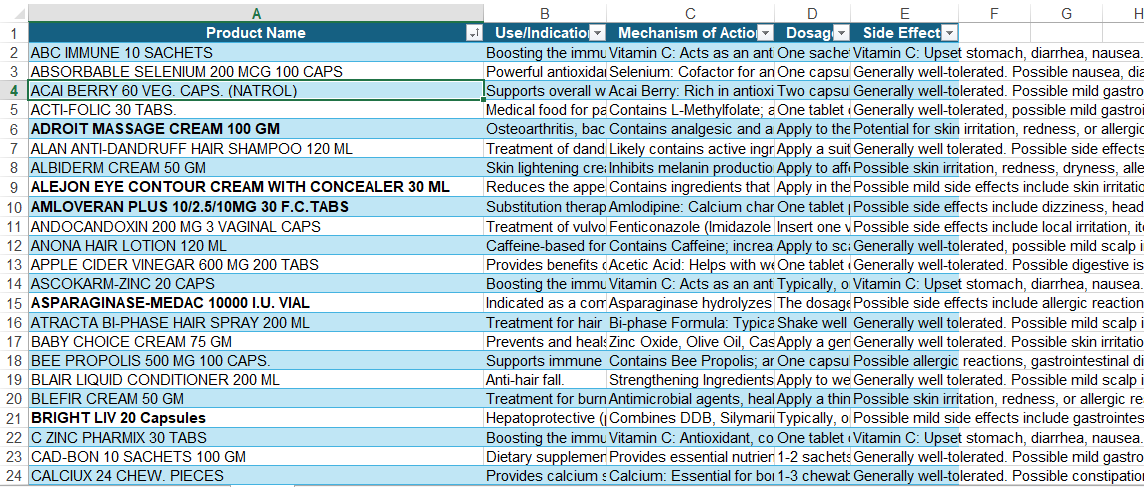 A B C D E F G H
1 Product Name Use/Indicatio Mechanism of Actio Dosag Side Effect
2 ABC IMMUNE 10 SACHETS Boosting the immu Vitamin C: Acts as an ant One sache Vitamin C: Upset stomach, diarrhea, nausea.
3 ABSORBABLE SELENIUM 200 MCG 100 CAPS Powerful antioxida Selenium: Cofactor for an One capsu Generally well-tolerated. Possible nausea, dia
4 ACAI BERRY 60 VEG. CAPS. (NATROL) Supports overall w Acai Berry: Rich in antioxi Two capsu Generally well-tolerated. Possible mild gastro
5 ACTI-FOLIC 30 TABS. Medical food for pa Contains L-Methylfolate; a One tablet Generally well-tolerated, possible mild gastroi
6 ADROIT MASSAGE CREAM 100 GM Osteoarthritis, bac Contains analgesic and a Apply to the Potential for skin irritation, redness, or allergic
7 ALAN ANTI-DANDRUFF HAIR SHAMPOO 120 ML Treatment of dand Likely contains active ingr Apply a suit Generally well tolerated. Possible side effects
8 ALBIDERM CREAM 50 GM Skin lightening cre Inhibits melanin productio Apply to aff Possible skin irritation, redness, dryness, alle
9 ALEJON EYE CONTOUR CREAM WITH CONCEALER 30 ML Reduces the appe Contains ingredients that Apply in the Possible mild side effects include skin irritatio
10 AMLOVERAN PLUS 10/2.5/10MG 30 F.C.TABS Substitution therap Amlodipine: Calcium char One tablet Possible side effects include dizziness, head
11 ANDOCANDOXIN 200 MG 3 VAGINAL CAPS Treatment of vulvo Fenticonazole (Imidazole Insert one v Possible side effects include local irritation, it
12 ANONA HAIR LOTION 120 ML Caffeine-based for Contains Caffeine; increa Apply to sca Generally well-tolerated, possible mild scalp i
13 APPLE CIDER VINEGAR 600 MG 200 TABS Provides benefits Acetic Acid: Helps with we One tablet Possible digestive is
14 ASCOKARM-ZINC 20 CAPS Boosting the immu Vitamin C: Acts as an ant Typically, o Vitamin C: Upset stomach, diarrhea, nausea.
15 ASPARAGINASE-MEDAC 10000 I.U. VIAL Indicated as a com Asparaginase hydrolyzes The dosage Possible side effects include allergic reaction
16 ATRACTA BI-PHASE HAIR SPRAY 200 ML Treatment for hair Bi-phase Formula: Typica Shake well Generally well tolerated. Possible mild scalp i
17 BABY CHOICE CREAM 75 GM Prevents and heals Zinc Oxide, Olive Oil, Cas Apply a gen Generally well tolerated. Possible skin irritatio
18 BEE PROPOLIS 500 MG 100 CAPS. Supports immune Contains Bee Propolis; ar One capsu Possible allergic reactions, gastrointestinal di
19 BLAIR LIQUID CONDITIONER 200 ML Anti-hair fall. Strengthening Ingredients Apply to we Generally well tolerated. Possible mild scalp i
20 BLEFIR CREAM 50 GM Treatment for burn Antimicrobial agents, heal Apply a thin Possible skin irritation, redness, or allergic re
21 BRIGHT LIV 20 Capsules Hepatoprotective ( Combines DDB, Silymari Typically, o Possible mild side effects include gastrointes
22 C ZINC PHARMIX 30 TABS Boosting the immu Vitamin C: Antioxidant, co One tablet Vitamin C: Upset stomach, diarrhea, nausea.
23 CAD-BON 10 SACHETS 100 GM Dietary supplemer Provides essential nutrier 1-2 sachets Generally well-tolerated. Possible mild gastro
24 CALCIUX 24 CHEW. PIECES Provides calcium s Calcium: Essential for bo 1-3 chewab Generally well-tolerated. Possible constipatio